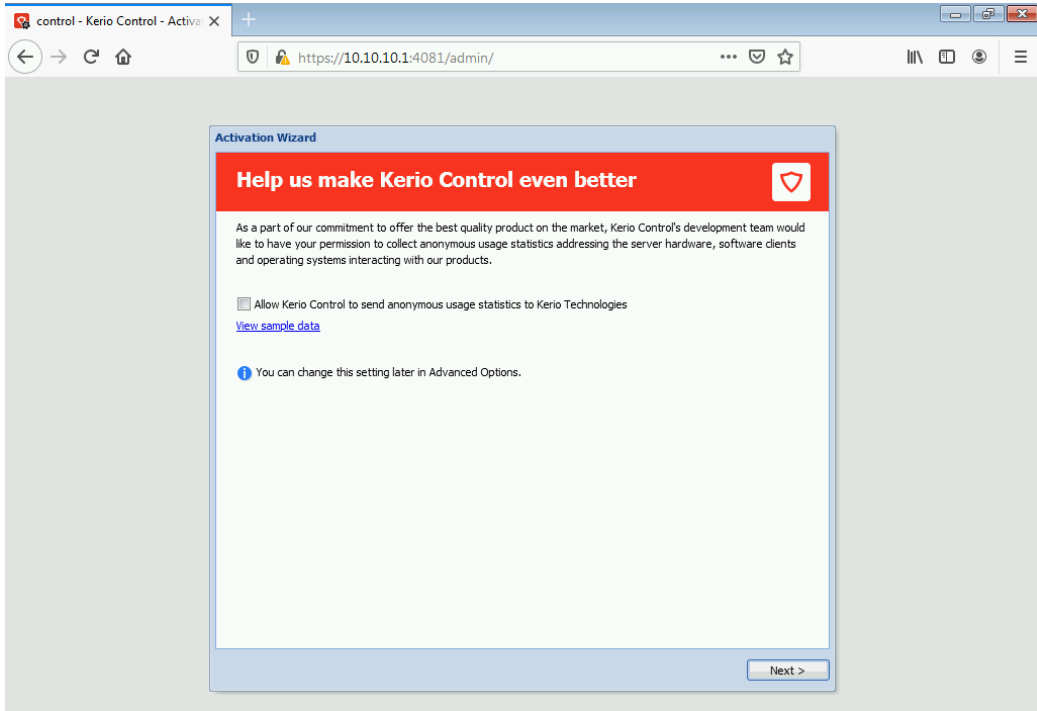 control - Kerio Control - Activa
https://10.10.10.1:4081/admin/
Activation Wizard
Help us make Kerio Control even better
As a part of our commitment to offer the best quality product on the market, Kerio Control's development team would
like to have your permission to collect anonymous usage statistics addressing the server hardware, software clients
and operating systems interacting with our products.
Allow Kerio Control to send anonymous usage statistics to Kerio Technologies
View sample data
You can change this setting later in Advanced Options.
Next >